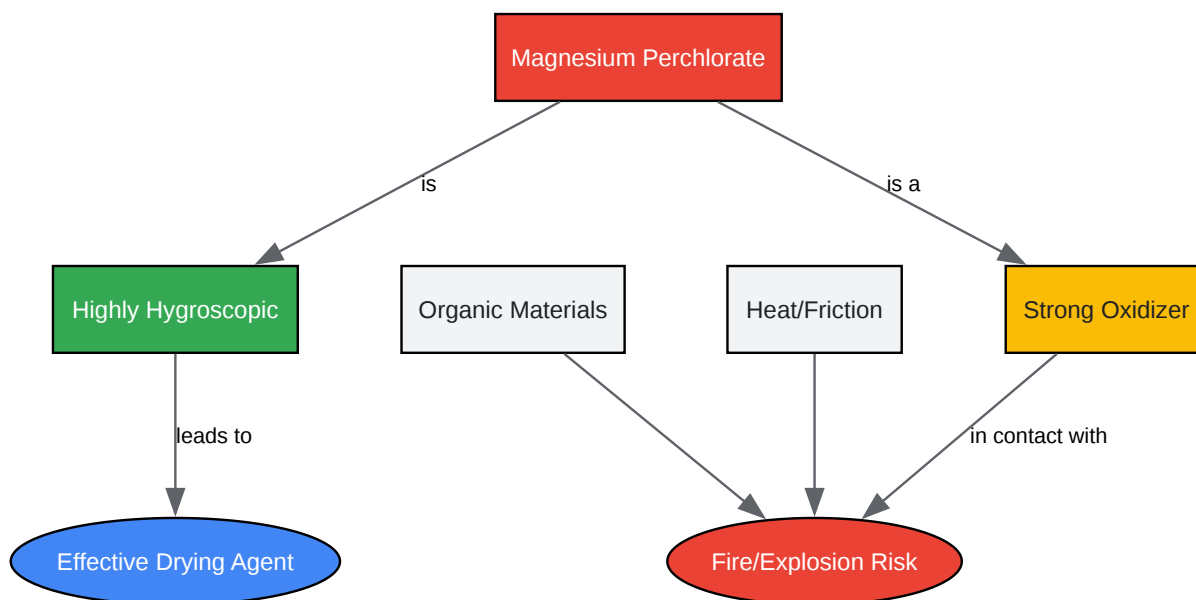 Magnesium Perchlorate
is
is a
Highly Hygroscopic
Organic Materials
Heat/Friction
Strong Oxidizer
leads to
in contact with
Effective Drying Agent
Fire/Explosion Risk